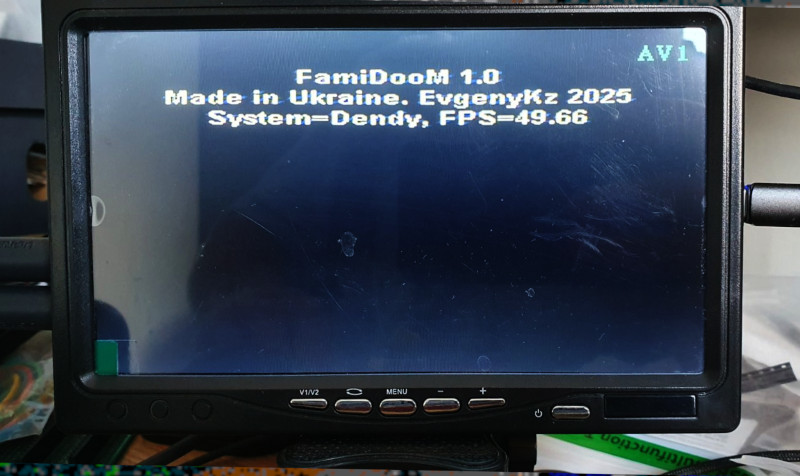 AV1
FamiDooM 1.0
Made in Ukraine. EvgenyKz 2025
System=Dendy, FPS=49.66
V1/V2
MENU
-
+